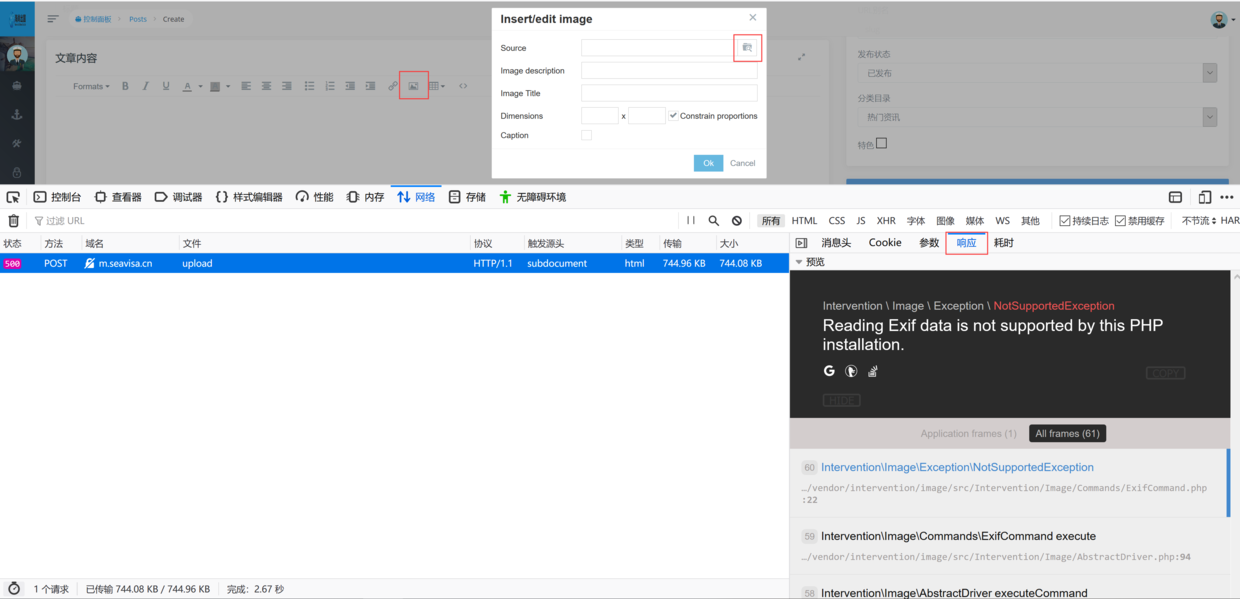 控制面板 Posts Create
文章内容
Formats
Insert/edit image
Source
Image description
Image Title
Dimensions x Constrain proportions
Caption
Ok Cancel
发布状态
已发布
分类目录
热门资讯
特色
控制台 查看器 调试器 样式编辑器 性能 内存 网络 存储 无障碍环境
过滤 URL 所有 HTML CSS JS XHR 字体 图像 媒体 WS 其他 持续日志 禁用缓存 不节流 HAR
状态 方法 域名 文件 协议 触发源头 类型 传输 大小
500 POST m.seavisa.cn upload HTTP/1.1 subdocument html 744.96 KB 744.08 KB
消息头 Cookie 参数 响应 耗时
预览
Intervention \ Image \ Exception \ NotSupportedException
Reading Exif data is not supported by this PHP
installation.
COPY
HIDE
Application frames (1) All frames (61)
60 Intervention\Image\Exception\NotSupportedException
…/vendor/intervention/image/src/Intervention/Image/Commands/ExifCommand.php
:22
59 Intervention\Image\Commands\ExifCommand execute
…/vendor/intervention/image/src/Intervention/Image/AbstractDriver.php:94
58 Intervention\Image\AbstractDriver executeCommand
1 个请求 已传输 744.08 KB / 744.96 KB 完成：2.67 秒